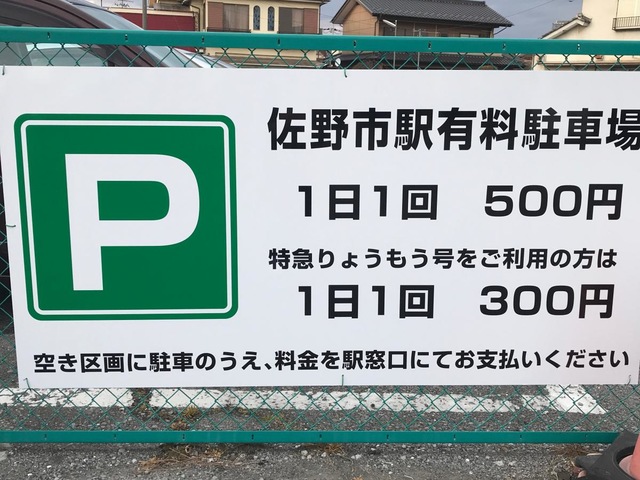 P
佐野市駅有料駐車場
1日1回 500円
特急りょうもう号をご利用の方は
1日1回 300円
空き区画に駐車のうえ、料金を駅窓口にてお支払いください